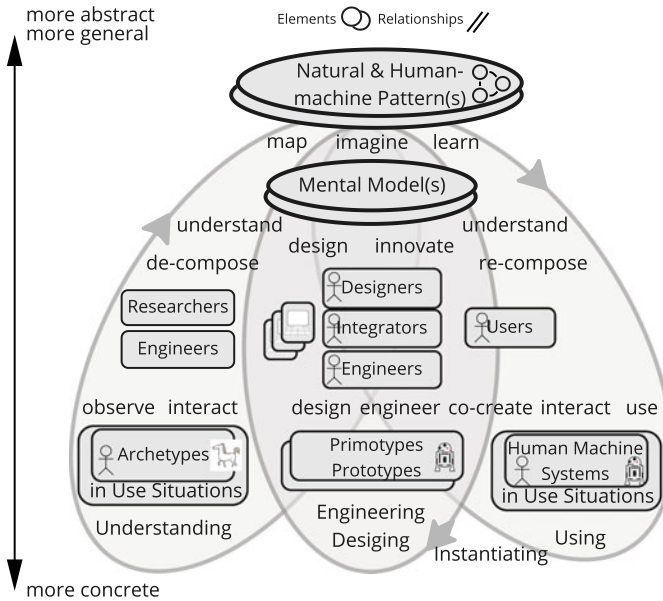 more abstract
more general
Elements
Relationships
Natural & Human-
machine Pattern(s)
map imagine learn
Mental Model(s)
understand
understand
design innovate
de-compose
re-compose
Researchers
Engineers
Designers
Integrators
Engineers
Users
observe interact
design engineer co-create interact use
Archetypes
in Use Situations
Primotypes
Prototypes
Human Machine
Systems
in Use Situations
Understanding
Engineering
Desiging
Using
Instantiating
more concrete